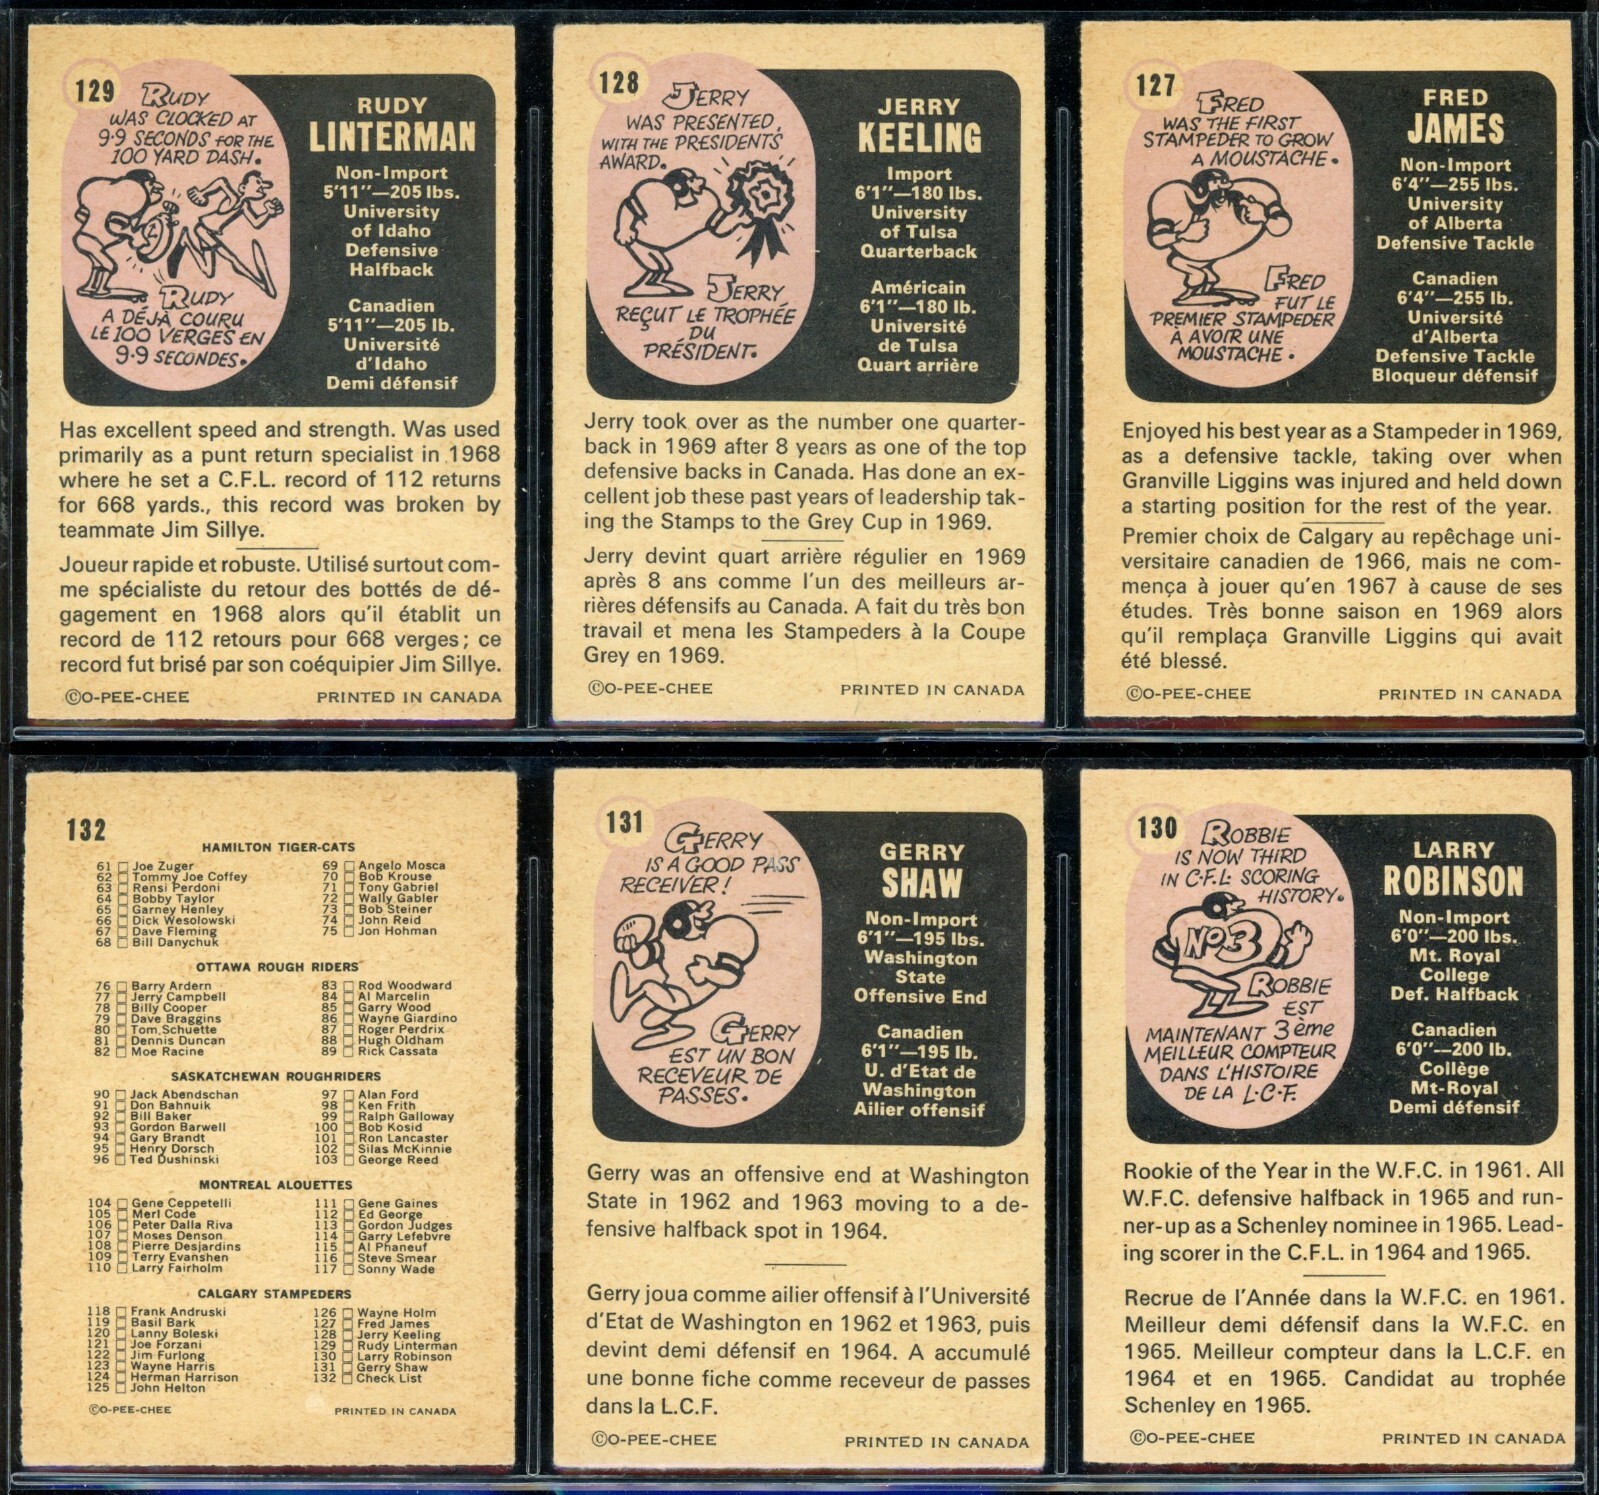 129
RUDY
WAS CLOCKED AT
9.9 SECONDS FOR THE
100 YARD DASH.
RUDY
A DÉJÀ COURU
LE 100 VERGES EN
9.9 SECONDES.
RUDY
LINTERMAN
Non-Import
5'11"—205 lbs.
University
of Idaho
Defensive
Halfback
Canadien
5'11"—205 lb.
Université
d'Idaho
Demi défensif
Has excellent speed and strength. Was used
primarily as a punt return specialist in 1968
where he set a C.F.L. record of 112 returns
for 668 yards., this record was broken by
teammate Jim Sillye.
Joueur rapide et robuste. Utilisé surtout com-
me spécialiste du retour des bottés de dé-
gagement en 1968 alors qu'il établit un
record de 112 retours pour 668 verges; ce
record fut brisé par son coéquipier Jim Sillye.
©O-PEE-CHEE PRINTED IN CANADA
128
JERRY
WAS PRESENTED,
WITH THE PRESIDENTS'
AWARD.
JERRY
REÇUT LE TROPHÉE
DU
PRÉSIDENT.
JERRY
KEELING
Import
6'1"—180 lbs.
University
of Tulsa
Quarterback
Américain
6'1"—180 lb.
Université
de Tulsa
Quart arrière
Jerry took over as the number one quarter-
back in 1969 after 8 years as one of the top
defensive backs in Canada. Has done an ex-
cellent job these past years of leadership tak-
ing the Stamps to the Grey Cup in 1969.
Jerry devint quart arrière régulier en 1969
après 8 ans comme l'un des meilleurs ar-
rières défensifs au Canada. A fait du très bon
travail et mena les Stampeders à la Coupe
Grey en 1969.
©O-PEE-CHEE PRINTED IN CANADA
127
FRED
WAS THE FIRST
STAMPEDER TO GROW
A MOUSTACHE.
FRED
FUT LE
PREMIER STAMPEDER
À AVOIR UNE
MOUSTACHE.
FRED
JAMES
Non-Import
6'4"—255 lbs.
University
of Alberta
Defensive Tackle
Canadien
6'4"—255 lb.
Université
d'Alberta
Defensive Tackle
Bloqueur défensif
Enjoyed his best year as a Stampeder in 1969,
as a defensive tackle, taking over when
Granville Liggins was injured and held down
a starting position for the rest of the year.
Premier choix de Calgary au repêchage uni-
versitaire canadien de 1966, mais ne com-
mença à jouer qu'en 1967 à cause de ses
études. Très bonne saison en 1969 alors
qu'il remplaça Granville Liggins qui avait
été blessé.
©O-PEE-CHEE PRINTED IN CANADA
132
HAMILTON TIGER-CATS
61 Joe Zuger
62 Tommy Joe Coffey
63 Rensi Perdoni
64 Bobby Taylor
65 Garney Henley
66 Dick Wesolowski
67 Dave Fleming
68 Bill Danychuk
69 Angelo Mosca
70 Bob Krouse
71 Tony Gabriel
72 Wally Gabler
73 Bob Steiner
74 John Reid
75 Jon Hohman
OTTAWA ROUGH RIDERS
76 Barry Ardern
77 Jerry Campbell
78 Billy Cooper
79 Dave Braggins
80 Tom Schuette
81 Dennis Duncan
82 Moe Racine
83 Rod Woodward
84 Al Marcelin
85 Garry Wood
86 Wayne Giardino
87 Roger Perdrix
88 Hugh Oldham
89 Rick Cassata
SASKATCHEWAN ROUGHRIDERS
90 Jack Abendschan
91 Don Bahnuik
92 Bill Baker
93 Gordon Barwell
94 Gary Brandt
95 Henry Dorsch
96 Ted Dushinski
97 Alan Ford
98 Ken Frith
99 Ralph Galloway
100 Bob Kosid
101 Ron Lancaster
102 Silas McKinnie
103 George Reed
MONTREAL ALOUETTES
104 Gene Ceppetelli
105 Merl Code
106 Peter Dalla Riva
107 Moses Denson
108 Pierre Desjardins
109 Terry Evanshen
110 Larry Fairholm
111 Gene Gaines
112 Ed George
113 Gordon Judges
114 Garry Lefebvre
115 Al Phaneuf
116 Steve Smear
117 Sonny Wade
CALGARY STAMPEDERS
118 Frank Andruski
119 Basil Bark
120 Lanny Boleski
121 Joe Forzani
122 Jim Furlong
123 Wayne Harris
124 Herman Harrison
125 John Helton
126 Wayne Holm
127 Fred James
128 Jerry Keeling
129 Rudy Linterman
130 Larry Robinson
131 Gerry Shaw
132 Check List
©O-PEE-CHEE PRINTED IN CANADA
131
GERRY
IS A GOOD PASS
RECEIVER!
GERRY
EST UN BON
RECEVEUR DE
PASSES.
GERRY
SHAW
Non-Import
6'1"—195 lbs.
Washington
State
Offensive End
Canadien
6'1"—195 lb.
U. d'Etat de
Washington
Ailier offensif
Gerry was an offensive end at Washington
State in 1962 and 1963 moving to a de-
fensive halfback spot in 1964.
Gerry joua comme ailier offensif à l'Université
d'Etat de Washington en 1962 et 1963, puis
devint demi défensif en 1964. A accumulé
une bonne fiche comme receveur de passes
dans la L.C.F.
©O-PEE-CHEE PRINTED IN CANADA
130
ROBBIE
IS NOW THIRD
IN C.F.L. SCORING
HISTORY.
No3
ROBBIE
EST
MAINTENANT 3ème
MEILLEUR COMPTEUR
DANS L'HISTOIRE
DE LA L.C.F.
LARRY
ROBINSON
Non-Import
6'0"—200 lbs.
Mt. Royal
College
Def. Halfback
Canadien
6'0"—200 lb.
Collège
Mt-Royal
Demi défensif
Rookie of the Year in the W.F.C. in 1961. All
W.F.C. defensive halfback in 1965 and run-
ner-up as a Schenley nominee in 1965. Lead-
ing scorer in the C.F.L. in 1964 and 1965.
Recrue de l'Année dans la W.F.C. en 1961.
Meilleur demi défensif dans la W.F.C. en
1965. Meilleur compteur dans la L.C.F. en
1964 et en 1965. Candidat au trophée
Schenley en 1965.
©O-PEE-CHEE PRINTED IN CANADA